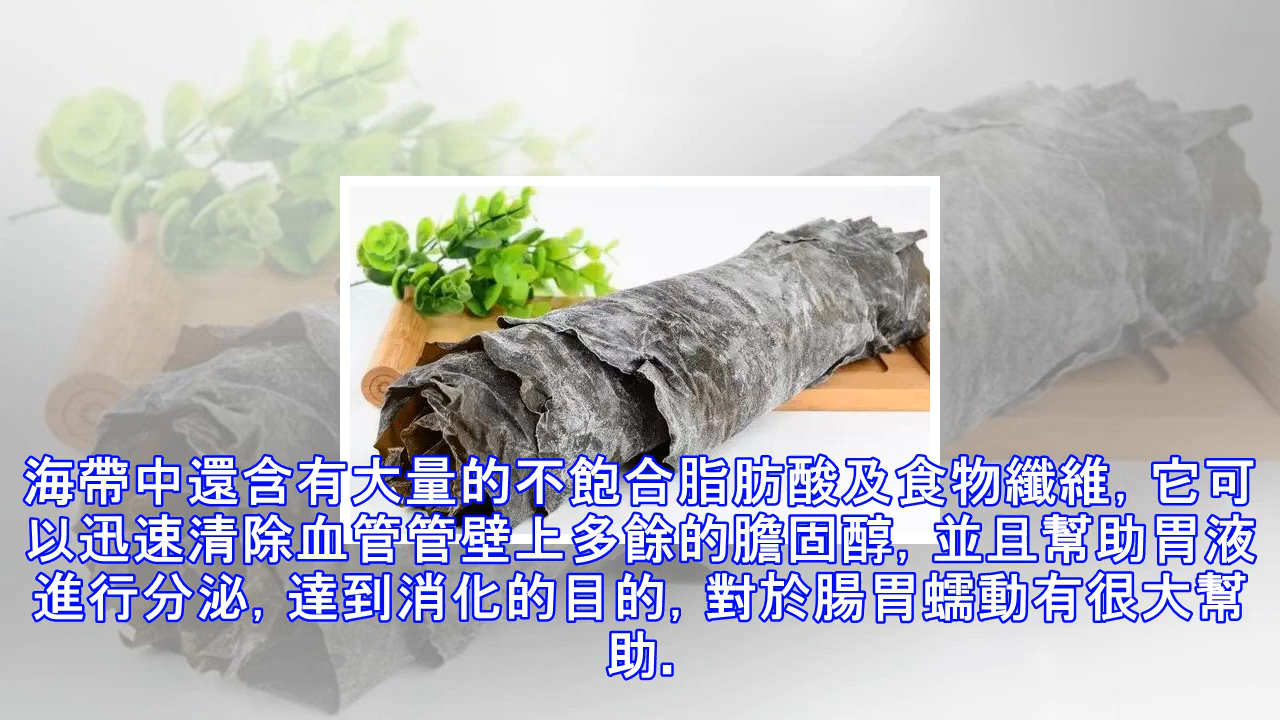 海帶中還含有大量的不飽合脂肪酸及食物纖維, 它可
以迅速清除血管管壁上多餘的膽固醇, 並且幫助胃液
進行分泌, 達到消化的目的, 對於腸胃蠕動有很大幫
助.